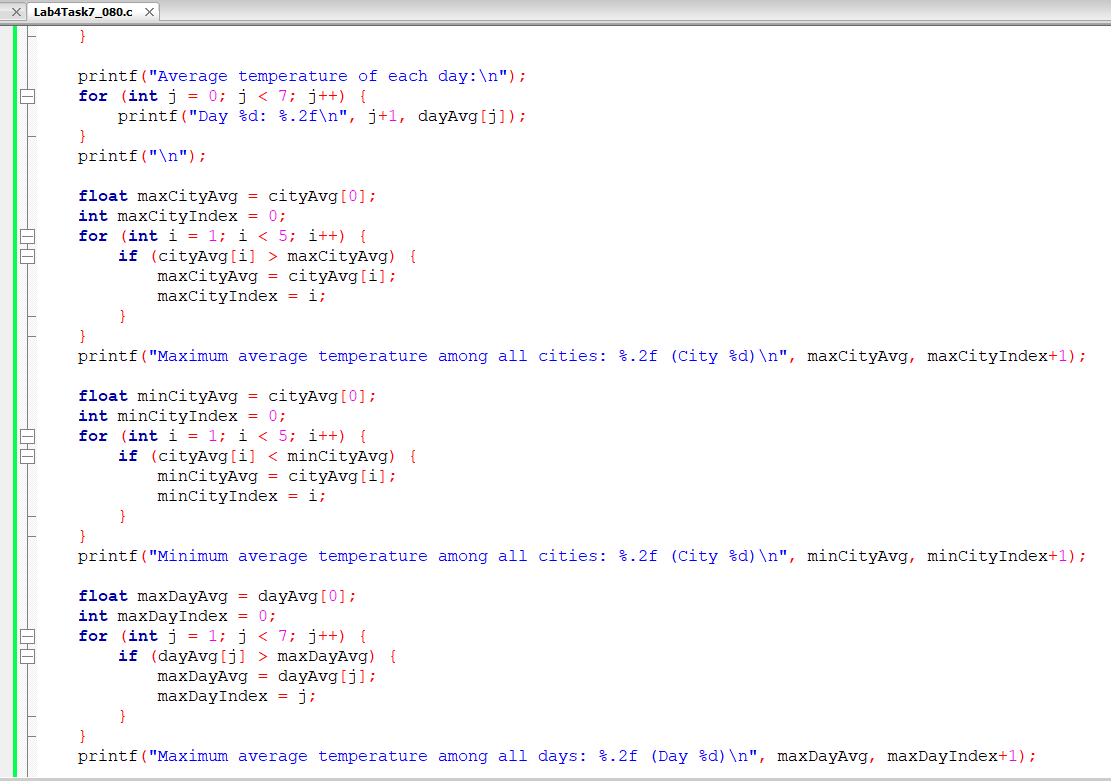 Lab4Task7_080.c
}
printf("Average temperature of each day:\n");
for (int j = 0; j < 7; j++) {
printf("Day %d: %.2f\n", j+1, dayAvg[j]);
}
printf("\n");
float maxCityAvg = cityAvg[0];
int maxCityIndex = 0;
for (int i = 1; i < 5; i++) {
if (cityAvg[i] > maxCityAvg) {
maxCityAvg = cityAvg[i];
maxCityIndex = i;
}
}
printf("Maximum average temperature among all cities: %.2f (City %d)\n", maxCityAvg, maxCityIndex+1);
float minCityAvg = cityAvg[0];
int minCityIndex = 0;
for (int i = 1; i < 5; i++) {
if (cityAvg[i] < minCityAvg) {
minCityAvg = cityAvg[i];
minCityIndex = i;
}
}
printf("Minimum average temperature among all cities: %.2f (City %d)\n", minCityAvg, minCityIndex+1);
float maxDayAvg = dayAvg[0];
int maxDayIndex = 0;
for (int j = 1; j < 7; j++) {
if (dayAvg[j] > maxDayAvg) {
maxDayAvg = dayAvg[j];
maxDayIndex = j;
}
}
printf("Maximum average temperature among all days: %.2f (Day %d)\n", maxDayAvg, maxDayIndex+1);